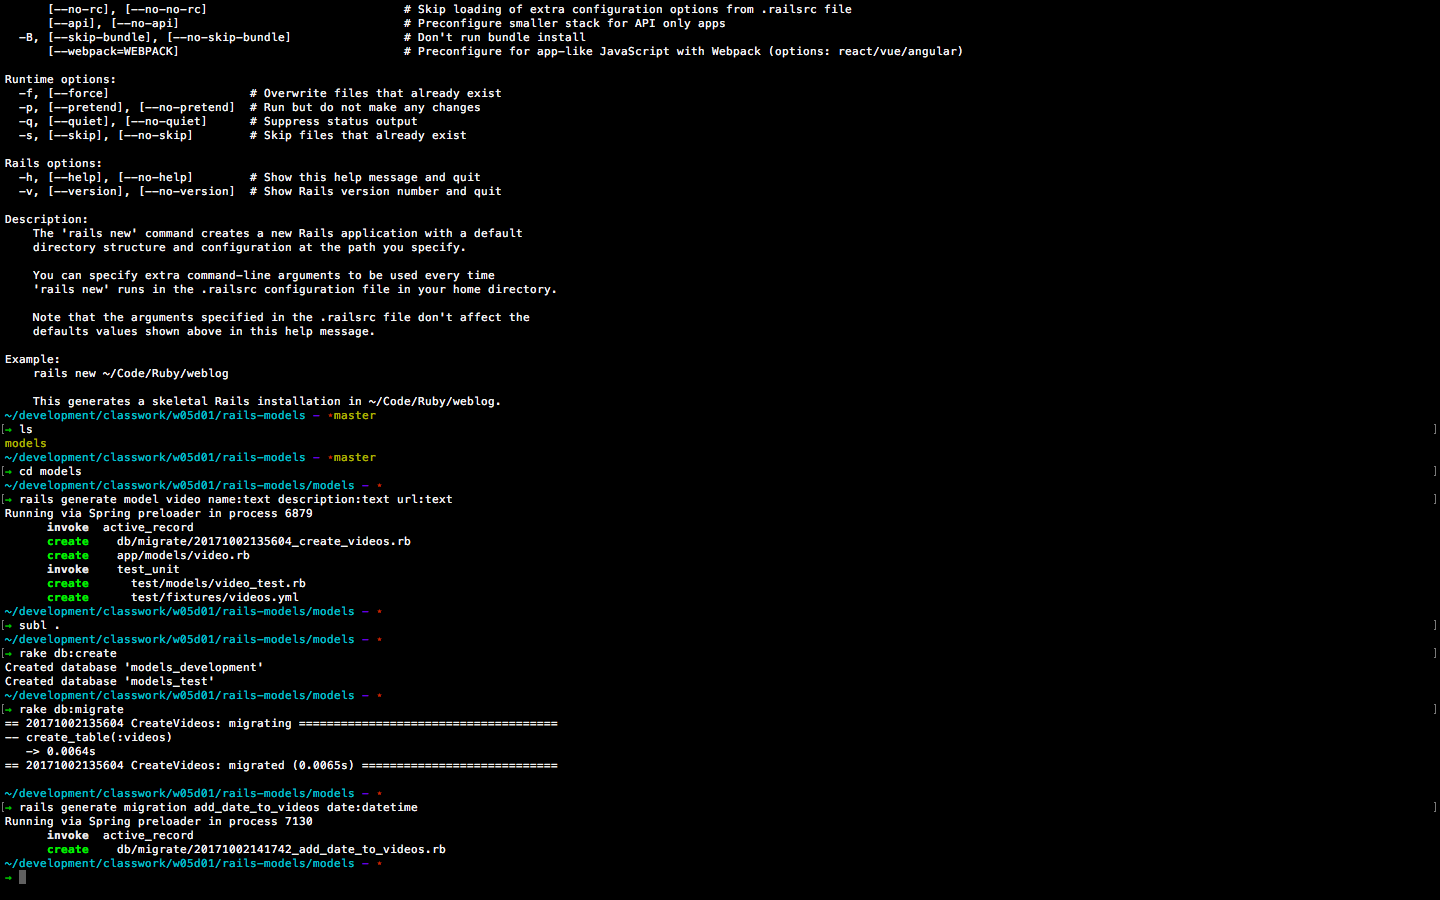 [--no-rc], [--no-no-rc]                            # Skip loading of extra configuration options from .railsrc file
[--api], [--no-api]                                # Preconfigure smaller stack for API only apps
-B, [--skip-bundle], [--no-skip-bundle]                # Don't run bundle install
[--webpack=WEBPACK]                                # Preconfigure for app-like JavaScript with Webpack (options: react/vue/angular)
Runtime options:
-f, [--force]                    # Overwrite files that already exist
-p, [--pretend], [--no-pretend]  # Run but do not make any changes
-q, [--quiet], [--no-quiet]      # Suppress status output
-s, [--skip], [--no-skip]        # Skip files that already exist
Rails options:
-h, [--help], [--no-help]        # Show this help message and quit
-v, [--version], [--no-version]  # Show Rails version number and quit
Description:
The 'rails new' command creates a new Rails application with a default
directory structure and configuration at the path you specify.
You can specify extra command-line arguments to be used every time
'rails new' runs in the .railsrc configuration file in your home directory.
Note that the arguments specified in the .railsrc file don't affect the
defaults values shown above in this help message.
Example:
rails new ~/Code/Ruby/weblog
This generates a skeletal Rails installation in ~/Code/Ruby/weblog.
~/development/classwork/w05d01/rails-models – *master
[→ ls ]
models
~/development/classwork/w05d01/rails-models – *master
[→ cd models ]
~/development/classwork/w05d01/rails-models/models – *
[→ rails generate model video name:text description:text url:text ]
Running via Spring preloader in process 6879
invoke  active_record
create    db/migrate/20171002135604_create_videos.rb
create    app/models/video.rb
invoke    test_unit
create      test/models/video_test.rb
create      test/fixtures/videos.yml
~/development/classwork/w05d01/rails-models/models – *
[→ subl . ]
~/development/classwork/w05d01/rails-models/models – *
[→ rake db:create ]
Created database 'models_development'
Created database 'models_test'
~/development/classwork/w05d01/rails-models/models – *
[→ rake db:migrate ]
== 20171002135604 CreateVideos: migrating =====================================
-- create_table(:videos)
-> 0.0064s
== 20171002135604 CreateVideos: migrated (0.0065s) ============================
~/development/classwork/w05d01/rails-models/models – *
[→ rails generate migration add_date_to_videos date:datetime ]
Running via Spring preloader in process 7130
invoke  active_record
create    db/migrate/20171002141742_add_date_to_videos.rb
~/development/classwork/w05d01/rails-models/models – *
→